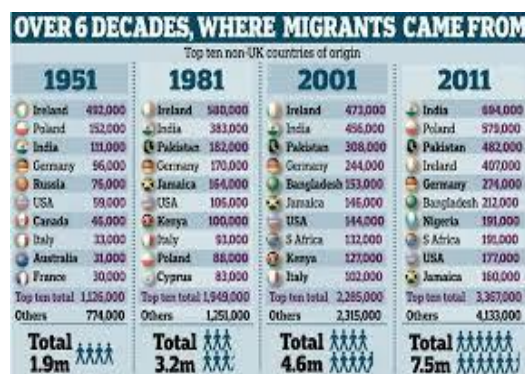 OVER 6 DECADES, WHERE MIGRANTS CAME FROM
Top ten non-UK countries of origin
1951
Ireland 492,000
Poland 152,000
India 111,000
Germany 96,000
Russia 76,000
USA 59,000
Canada 46,000
Italy 33,000
Australia 31,000
France 30,000
Top ten total 1,126,000
Others 774,000
Total
1.9m
1981
Ireland 580,000
India 383,000
Pakistan 182,000
Germany 170,000
Jamaica 164,000
USA 106,000
Kenya 100,000
Italy 93,000
Poland 88,000
Cyprus 83,000
Top ten total 1,949,000
Others 1,251,000
Total
3.2m
2001
Ireland 473,000
India 456,000
Pakistan 308,000
Germany 244,000
Bangladesh 153,000
Jamaica 146,000
USA 144,000
S Africa 132,000
Kenya 127,000
Italy 102,000
Top ten total 2,285,000
Others 2,315,000
Total
4.6m
2011
India 694,000
Poland 579,000
Pakistan 482,000
Ireland 407,000
Germany 274,000
Bangladesh 212,000
Nigeria 191,000
S Africa 191,000
USA 177,000
Jamaica 160,000
Top ten total 3,367,000
Others 4,133,000
Total
7.5m